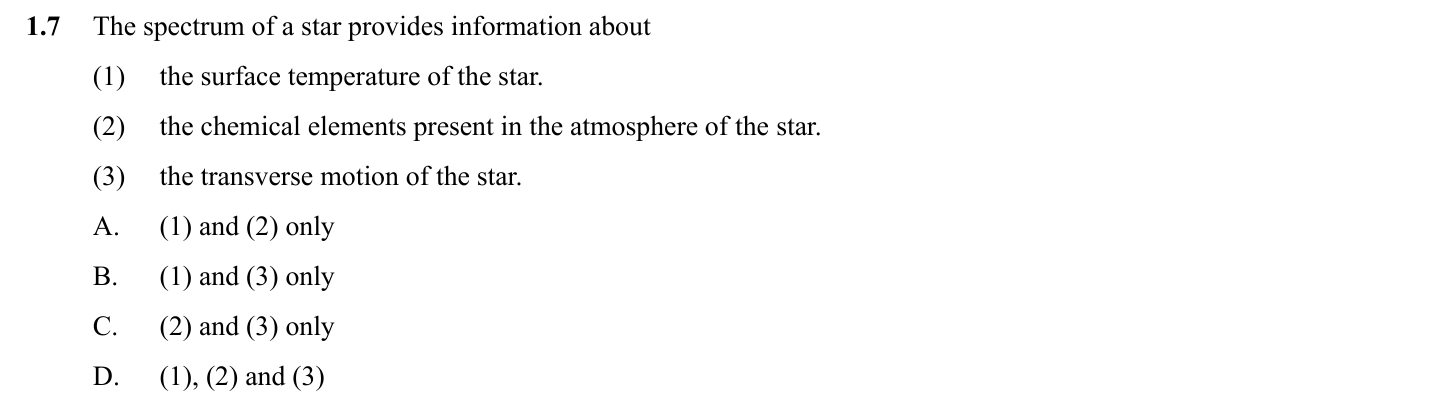 1.7 The spectrum of a star provides information about
(1) the surface temperature of the star.
(2) the chemical elements present in the atmosphere of the star.
(3) the transverse motion of the star.
A. (1) and (2) only
B. (1) and (3) only
C. (2) and (3) only
D. (1), (2) and (3)